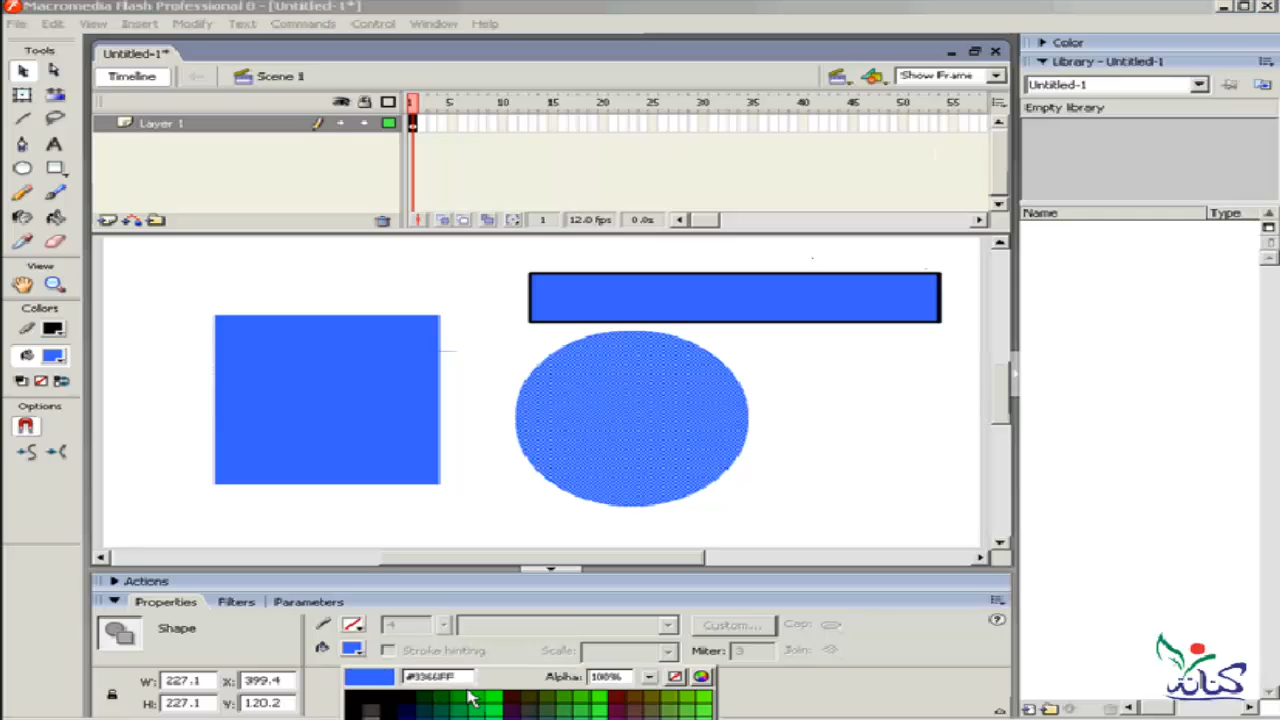 Macromedia Flash Professional 8 - [Untitled-1*]
File Edit View Insert Modify Text Commands Control Window Help
Tools
View
Colors
Options
Untitled-1*
Timeline
Scene 1
Show Frame
1 5 10 15 20 25 30 35 40 45 50 55
Layer 1
1 12.0 fps 0.0s
Color
Library - Untitled-1
Untitled-1
Empty library
Name Type
Actions
Properties Filters Parameters
Shape
4 Custom... Cap:
Stroke hinting Scale: Miter: 3 Join:
W: 227.1 X: 399.4
H: 227.1 Y: 120.2
#3366FF Alpha: 100%